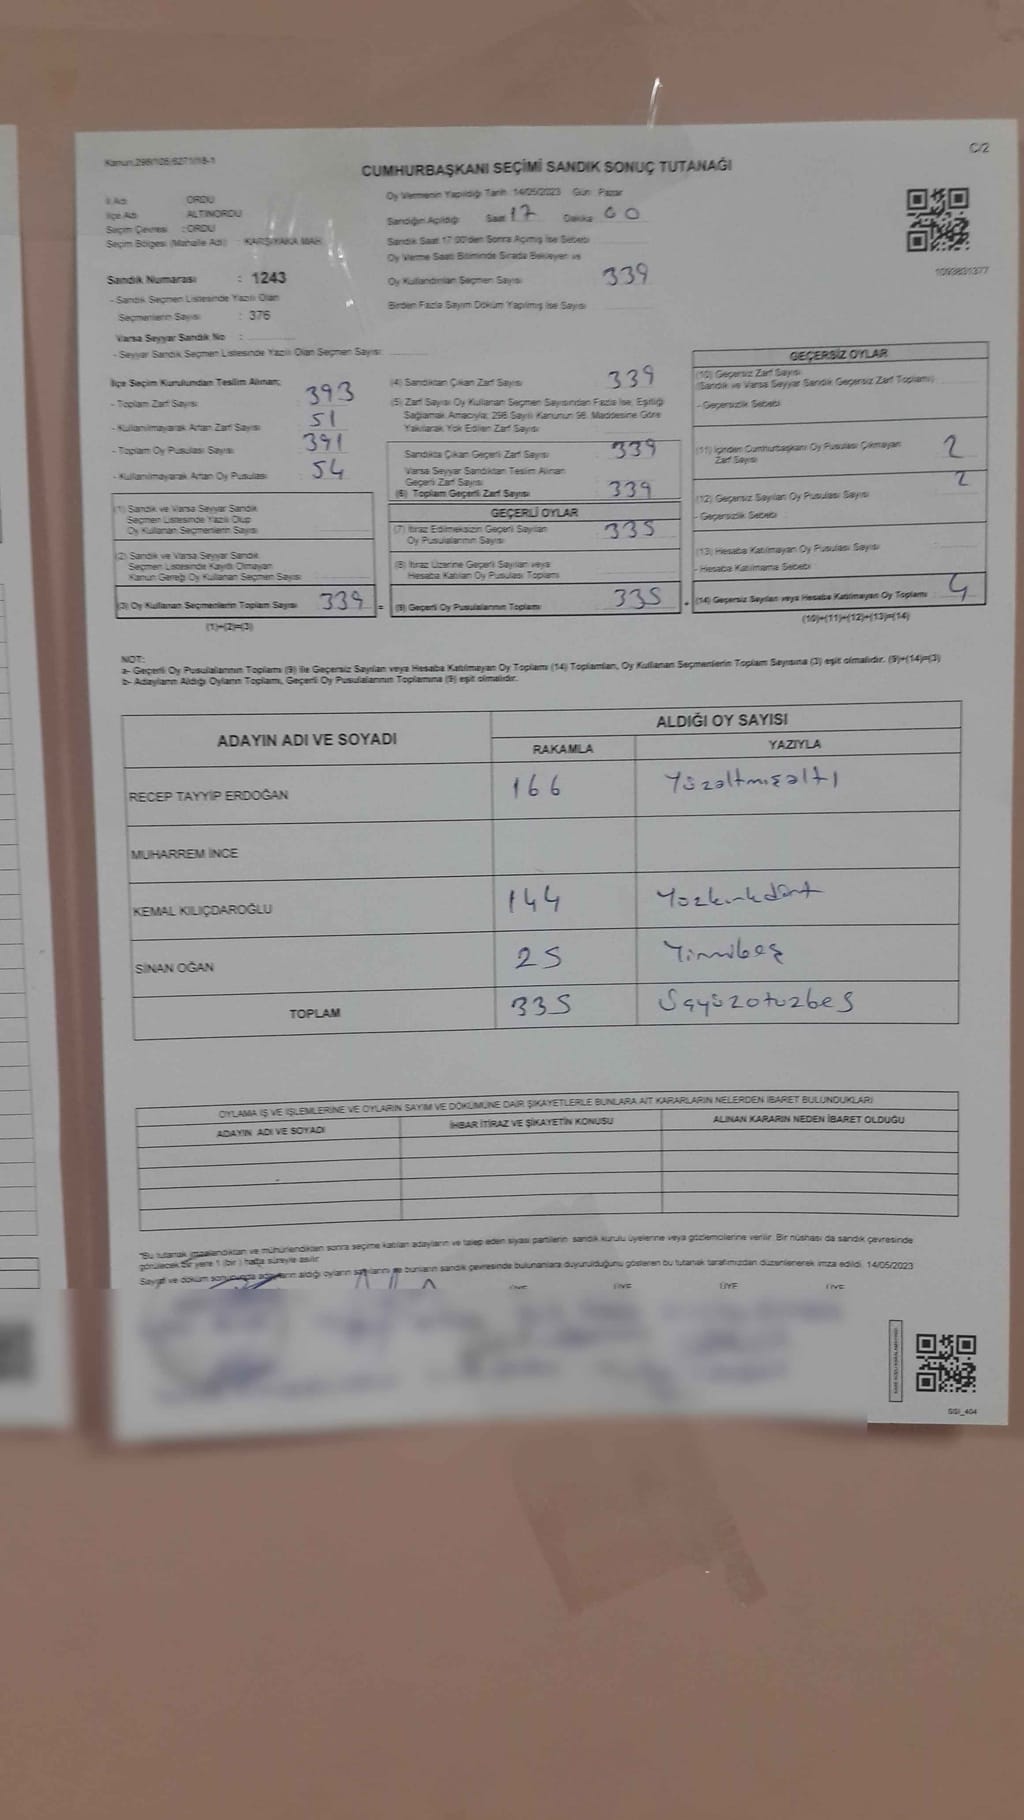 Kanun:298/106;6271/18-1
C/2
CUMHURBAŞKANI SEÇİMİ SANDIK SONUÇ TUTANAĞI
İl Adı : ORDU
İlçe Adı : ALTINORDU
Seçim Çevresi : ORDU
Seçim Bölgesi (Mahalle Adı) : KARŞIYAKA MAH.
Oy Vermenin Yapıldığı Tarih 14/05/2023 Gün Pazar
Sandığın Açıldığı Saat 17 Dakika 00
Sandık Saat 17:00'den Sonra Açılmış İse Sebebi
Oy Verme Saati Bitiminde Sırada Bekleyen ve
Oy Kullandırılan Seçmen Sayısı 339
Birden Fazla Sayım Döküm Yapılmış İse Sayısı
1093831377
Sandık Numarası : 1243
- Sandık Seçmen Listesinde Yazılı Olan
Seçmenlerin Sayısı : 376
Varsa Seyyar Sandık No :
- Seyyar Sandık Seçmen Listesinde Yazılı Olan Seçmen Sayısı:
İlçe Seçim Kurulundan Teslim Alınan;
- Toplam Zarf Sayısı 393
- Kullanılmayarak Artan Zarf Sayısı 51
- Toplam Oy Pusulası Sayısı 391
- Kullanılmayarak Artan Oy Pusulası 54
(1) Sandık ve Varsa Seyyar Sandık
Seçmen Listesinde Yazılı Olup
Oy Kullanan Seçmenlerin Sayısı
(2) Sandık ve Varsa Seyyar Sandık
Seçmen Listesinde Kayıtlı Olmayan
Kanun Gereği Oy Kullanan Seçmen Sayısı
(3) Oy Kullanan Seçmenlerin Toplam Sayısı 339 =
(1)+(2)=(3)
(4) Sandıktan Çıkan Zarf Sayısı 339
(5) Zarf Sayısı Oy Kullanan Seçmen Sayısından Fazla İse, Eşitliği
Sağlamak Amacıyla; 298 Sayılı Kanunun 98. Maddesine Göre
Yakılarak Yok Edilen Zarf Sayısı
Sandıkta Çıkan Geçerli Zarf Sayısı 339
Varsa Seyyar Sandıktan Teslim Alınan
Geçerli Zarf Sayısı
(6) Toplam Geçerli Zarf Sayısı 339
GEÇERLİ OYLAR
(7) İtiraz Edilmeksizin Geçerli Sayılan
Oy Pusulalarının Sayısı 335
(8) İtiraz Üzerine Geçerli Sayılan veya
Hesaba Katılan Oy Pusulası Toplamı
(9) Geçerli Oy Pusulalarının Toplamı 335 +
GEÇERSİZ OYLAR
(10) Geçersiz Zarf Sayısı
(Sandık ve Varsa Seyyar Sandık Geçersiz Zarf Toplamı)
- Geçersizlik Sebebi
(11) İçinden Cumhurbaşkanı Oy Pusulası Çıkmayan
Zarf Sayısı 2
(12) Geçersiz Sayılan Oy Pusulası Sayısı 2
- Geçersizlik Sebebi
(13) Hesaba Katılmayan Oy Pusulası Sayısı
- Hesaba Katılmama Sebebi
(14) Geçersiz Sayılan veya Hesaba Katılmayan Oy Toplamı 4
(10)+(11)+(12)+(13)=(14)
NOT:
a- Geçerli Oy Pusulalarının Toplamı (9) ile Geçersiz Sayılan veya Hesaba Katılmayan Oy Toplamı (14) Toplamları, Oy Kullanan Seçmenlerin Toplam Sayısına (3) eşit olmalıdır. (9)+(14)=(3)
b- Adayların Aldığı Oyların Toplamı, Geçerli Oy Pusulalarının Toplamına (9) eşit olmalıdır.
ADAYIN ADI VE SOYADI
ALDIĞI OY SAYISI
RAKAMLA YAZIYLA
RECEP TAYYİP ERDOĞAN 166 Yüzaltmışaltı
MUHARREM İNCE
KEMAL KILIÇDAROĞLU 144 Yüzkırkdört
SİNAN OĞAN 25 Yirmibeş
TOPLAM 335 Üçyüzotuzbeş
OYLAMA İŞ VE İŞLEMLERİNE VE OYLARIN SAYIM VE DÖKÜMÜNE DAİR ŞİKAYETLERLE BUNLARA AİT KARARLARIN NELERDEN İBARET BULUNDUKLARI
ADAYIN ADI VE SOYADI İHBAR İTİRAZ VE ŞİKAYETİN KONUSU ALINAN KARARIN NEDEN İBARET OLDUĞU
"Bu tutanak imzalandıktan ve mühürlendikten sonra seçime katılan adayların ve talep eden siyasi partilerin sandık kurulu üyelerine veya gözlemcilerine verilir. Bir nüshası da sandık çevresinde
görülecek bir yere 1 (bir ) hafta süreyle asılır
Sayım ve döküm sonucunda adayların aldığı oyların sayılarını ve bunların sandık çevresinde bulunanlara duyurulduğunu gösteren bu tutanak tarafımızdan düzenlenerek imza edildi. 14/05/2023
ÜYE ÜYE ÜYE ÜYE
GSI_404